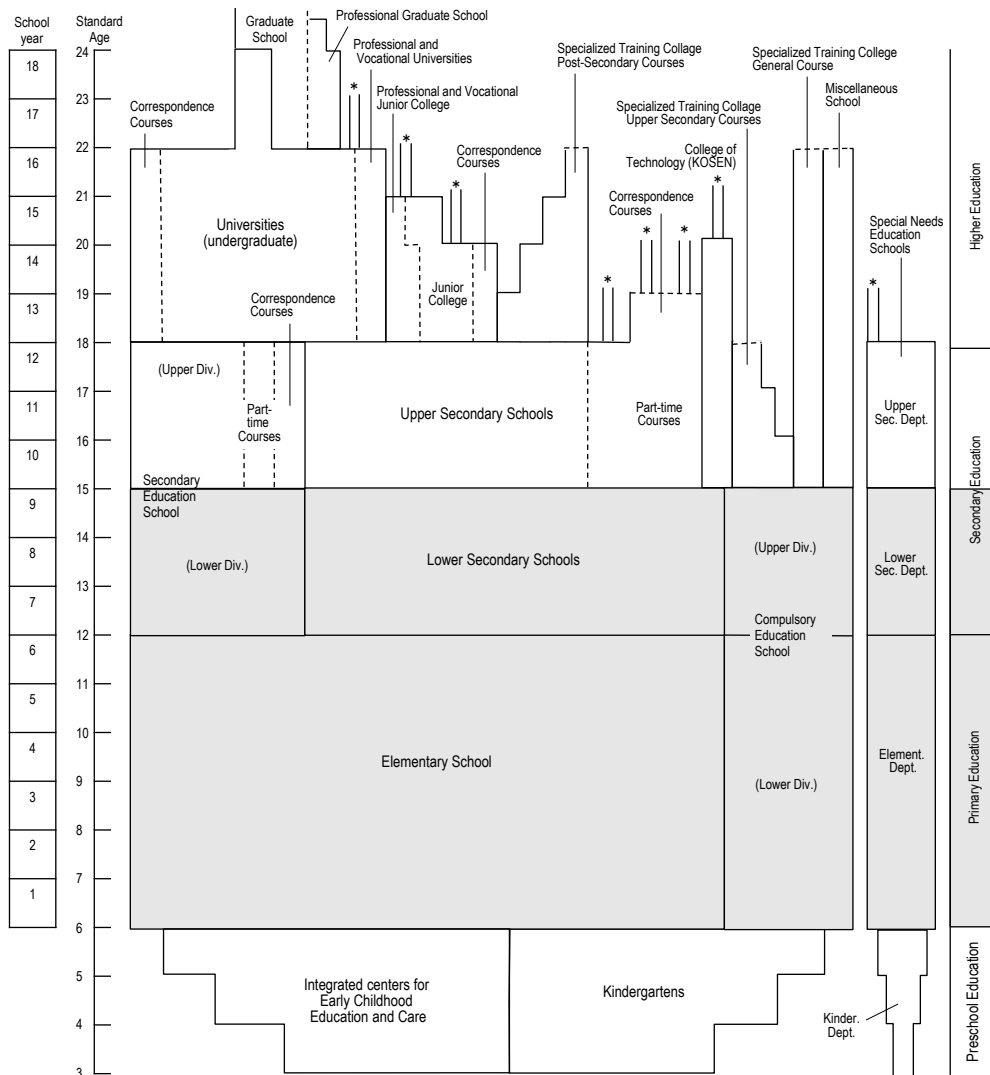 School
year
Standard
Age
18
17
16
15
14
13
12
11
10
9
8
7
6
5
4
3
2
1
24
23
22
21
20
19
18
17
16
15
14
13
12
11
10
9
8
7
6
5
4
3
Graduate
School
Professional Graduate School
Professional and
Vocational Universities
Professional and Vocational
Junior College
Correspondence
Courses
Correspondence
Courses
Specialized Training Collage
Post-Secondary Courses
Specialized Training Collage
Upper Secondary Courses
College of
Technology (KOSEN)
Correspondence
Courses
Specialized Training College
General Course
Miscellaneous
School
Special Needs
Education
Schools
*
*
*
*
*
*
*
*
Universities
(undergraduate)
Junior
College
Correspondence
Courses
(Upper Div.)
Part-
time
Courses
Upper Secondary Schools
Part-time
Courses
Upper
Sec. Dept.
Secondary
Education
School
(Lower Div.)
Lower Secondary Schools
(Upper Div.)
Lower
Sec. Dept.
Compulsory
Education
School
Elementary School
(Lower Div.)
Element.
Dept.
Integrated centers for
Early Childhood
Education and Care
Kindergartens
Kinder.
Dept.
Higher Education
Secondary Education
Primary Education
Preschool Education